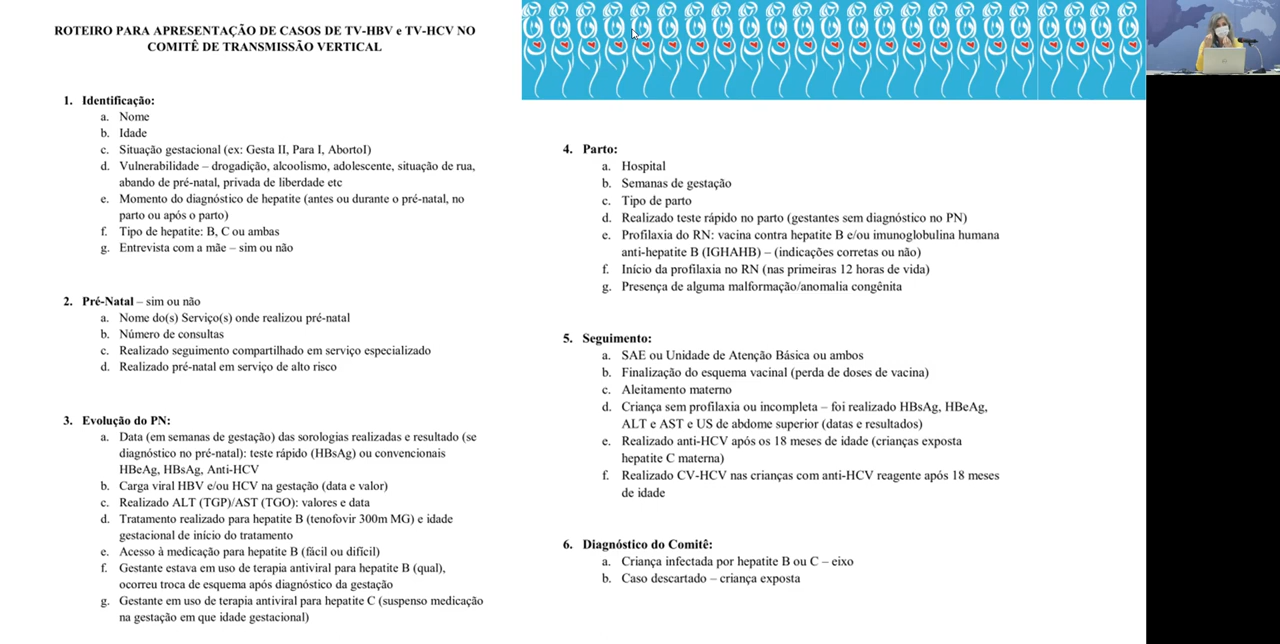 ROTEIRO PARA APRESENTAÇÃO DE CASOS DE TV-HBV e TV-HCV NO
COMITÊ DE TRANSMISSÃO VERTICAL
1. Identificação:
a. Nome
b. Idade
c. Situação gestacional (ex: Gesta II, Para I, AbortoI)
d. Vulnerabilidade – drogadição, alcoolismo, adolescente, situação de rua,
abando de pré-natal, privada de liberdade etc
e. Momento do diagnóstico de hepatite (antes ou durante o pré-natal, no
parto ou após o parto)
f. Tipo de hepatite: B, C ou ambas
g. Entrevista com a mãe – sim ou não
2. Pré-Natal – sim ou não
a. Nome do(s) Serviço(s) onde realizou pré-natal
b. Número de consultas
c. Realizado seguimento compartilhado em serviço especializado
d. Realizado pré-natal em serviço de alto risco
3. Evolução do PN:
a. Data (em semanas de gestação) das sorologias realizadas e resultado (se
diagnóstico no pré-natal): teste rápido (HBsAg) ou convencionais
HBeAg, HBsAg, Anti-HCV
b. Carga viral HBV e/ou HCV na gestação (data e valor)
c. Realizado ALT (TGP)/AST (TGO): valores e data
d. Tratamento realizado para hepatite B (tenofovir 300m MG) e idade
gestacional de início do tratamento
e. Acesso à medicação para hepatite B (fácil ou difícil)
f. Gestante estava em uso de terapia antiviral para hepatite B (qual),
ocorreu troca de esquema após diagnóstico da gestação
g. Gestante em uso de terapia antiviral para hepatite C (suspenso medicação
na gestação em que idade gestacional)
4. Parto:
a. Hospital
b. Semanas de gestação
c. Tipo de parto
d. Realizado teste rápido no parto (gestantes sem diagnóstico no PN)
e. Profilaxia do RN: vacina contra hepatite B e/ou imunoglobulina humana
anti-hepatite B (IGHAHB) – (indicações corretas ou não)
f. Início da profilaxia no RN (nas primeiras 12 horas de vida)
g. Presença de alguma malformação/anomalia congênita
5. Seguimento:
a. SAE ou Unidade de Atenção Básica ou ambos
b. Finalização do esquema vacinal (perda de doses de vacina)
c. Aleitamento materno
d. Criança sem profilaxia ou incompleta – foi realizado HBsAg, HBeAg,
ALT e AST e US de abdome superior (datas e resultados)
e. Realizado anti-HCV após os 18 meses de idade (crianças exposta
hepatite C materna)
f. Realizado CV-HCV nas crianças com anti-HCV reagente após 18 meses
de idade
6. Diagnóstico do Comitê:
a. Criança infectada por hepatite B ou C – eixo
b. Caso descartado – criança exposta